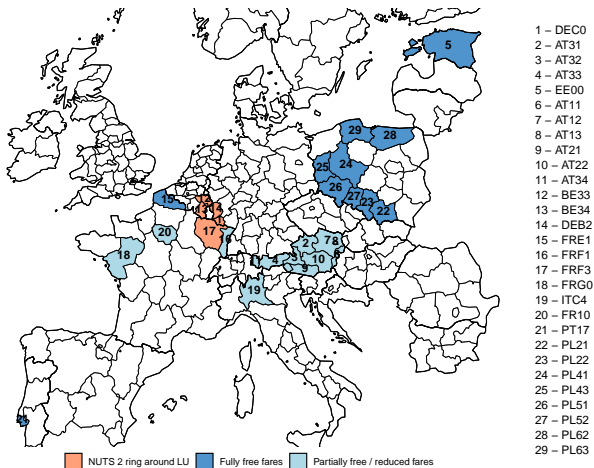 5
29
28
25
24
26
27
23
22
15
20
17
18
2
7
8
4
10
9
19
1 – DEC0
2 – AT31
3 – AT32
4 – AT33
5 – EE00
6 – AT11
7 – AT12
8 – AT13
9 – AT21
10 – AT22
11 – AT34
12 – BE33
13 – BE34
14 – DEB2
15 – FRE1
16 – FRF1
17 – FRF3
18 – FRG0
19 – ITC4
20 – FR10
21 – PT17
22 – PL21
23 – PL22
24 – PL41
25 – PL43
26 – PL51
27 – PL52
28 – PL62
29 – PL63
NUTS 2 ring around LU Fully free fares Partially free / reduced fares